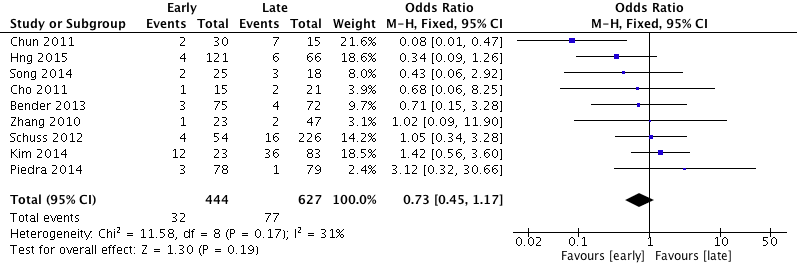 Early Late Odds Ratio Odds Ratio
Study or Subgroup Events Total Events Total Weight M-H, Fixed, 95% CI M-H, Fixed, 95% CI
Chun 2011 2 30 7 15 21.6% 0.08 [0.01, 0.47]
Hng 2015 4 121 6 66 18.6% 0.34 [0.09, 1.26]
Song 2014 2 25 3 18 8.0% 0.43 [0.06, 2.92]
Cho 2011 1 15 2 21 3.9% 0.68 [0.06, 8.25]
Bender 2013 3 75 4 72 9.7% 0.71 [0.15, 3.28]
Zhang 2010 1 23 2 47 3.1% 1.02 [0.09, 11.90]
Schuss 2012 4 54 16 226 14.2% 1.05 [0.34, 3.28]
Kim 2014 12 23 36 83 18.5% 1.42 [0.56, 3.60]
Piedra 2014 3 78 1 79 2.4% 3.12 [0.32, 30.66]
Total (95% CI) 444 627 100.0% 0.73 [0.45, 1.17]
Total events 32 77
Heterogeneity: Chi² = 11.58, df = 8 (P = 0.17); I² = 31%
Test for overall effect: Z = 1.30 (P = 0.19)
0.02 0.1 1 10 50
Favours [early] Favours [late]